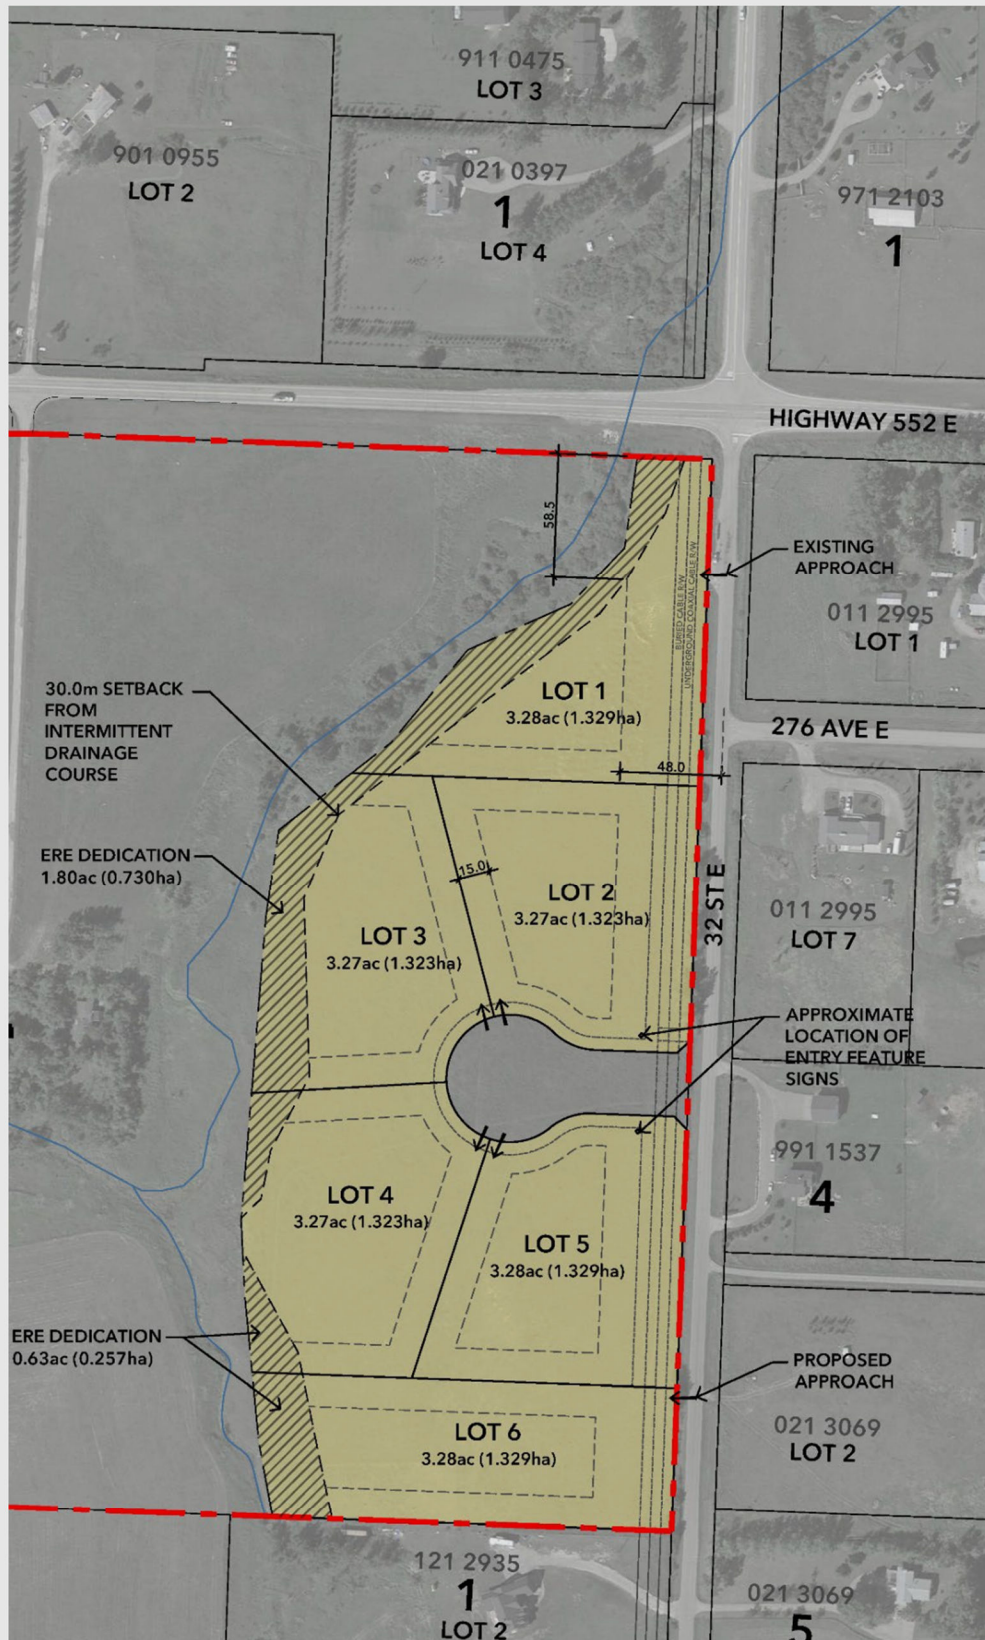 911 0475
LOT 3
901 0955
LOT 2
021 0397
1
LOT 4
971 2103
1
HIGHWAY 552 E
58.5
EXISTING
APPROACH
BURIED CABLE R/W
UNDERGROUND COAXIAL CABLE R/W
011 2995
LOT 1
30.0m SETBACK
FROM
INTERMITTENT
DRAINAGE
COURSE
LOT 1
3.28ac (1.329ha)
276 AVE E
48.0
ERE DEDICATION
1.80ac (0.730ha)
15.0
LOT 2
3.27ac (1.323ha)
32 ST E
011 2995
LOT 7
LOT 3
3.27ac (1.323ha)
APPROXIMATE
LOCATION OF
ENTRY FEATURE
SIGNS
991 1537
4
LOT 4
3.27ac (1.323ha)
LOT 5
3.28ac (1.329ha)
ERE DEDICATION
0.63ac (0.257ha)
PROPOSED
APPROACH
021 3069
LOT 2
LOT 6
3.28ac (1.329ha)
121 2935
1
LOT 2
021 3069
5